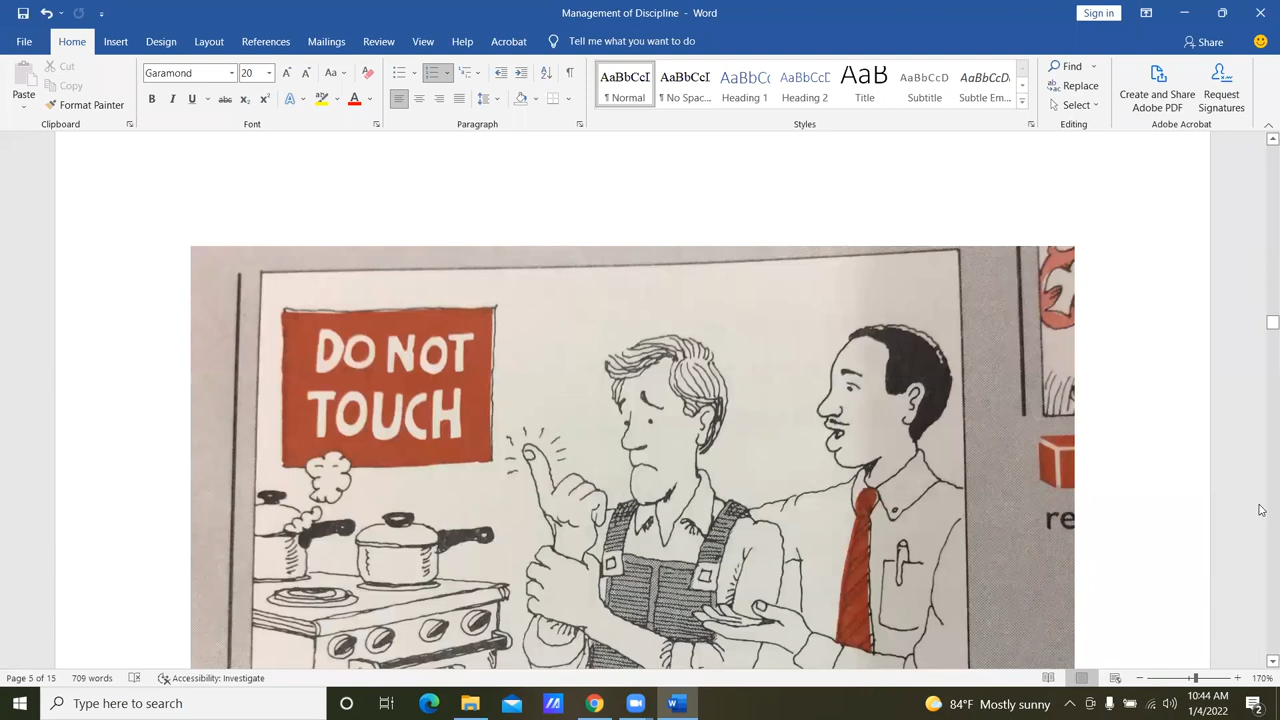 Management of Discipline - Word
Sign in
File Home Insert Design Layout References Mailings Review View Help Acrobat Tell me what you want to do Share
Paste
Cut
Copy
Format Painter
Clipboard
Garamond 20
Font
Paragraph
AaBbCcI AaBbCcI AaBbCc AaBbCcI AaB AaBbCcD AaBbCcD
¶ Normal ¶ No Spac... Heading 1 Heading 2 Title Subtitle Subtle Em...
Styles
Find
Replace
Select
Editing
Create and Share
Adobe PDF
Request
Signatures
Adobe Acrobat
DO NOT
TOUCH
re
Page 5 of 15 709 words Accessibility: Investigate 170%
Type here to search
84°F Mostly sunny
10:44 AM
1/4/2022
2